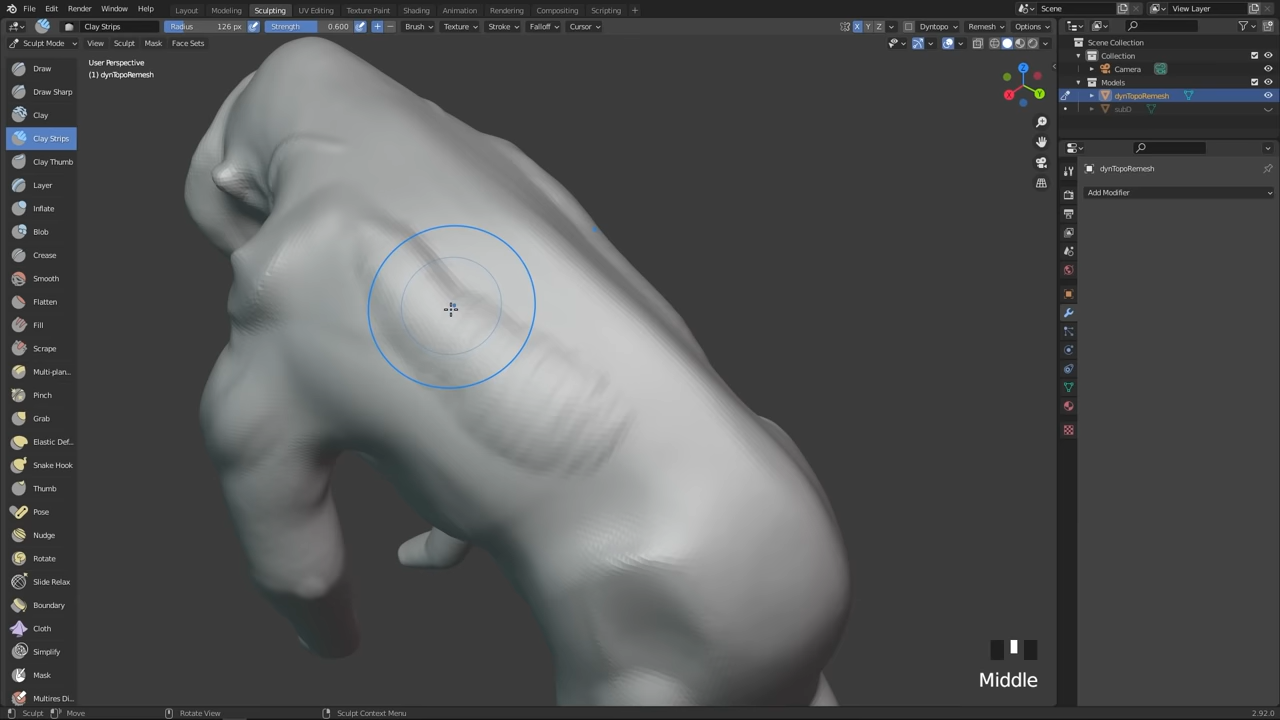 File Edit Render Window Help Layout Modeling Sculpting UV Editing Texture Paint Shading Animation Rendering Compositing Scripting + Scene View Layer
Clay Strips Radius 126 px Strength 0.600 + − Brush Texture Stroke Falloff Cursor X Y Z Dyntopo Remesh Options
Sculpt Mode View Sculpt Mask Face Sets
User Perspective
(1) dynTopoRemesh
Draw
Draw Sharp
Clay
Clay Strips
Clay Thumb
Layer
Inflate
Blob
Crease
Smooth
Flatten
Fill
Scrape
Multi-plan...
Pinch
Grab
Elastic Def...
Snake Hook
Thumb
Pose
Nudge
Rotate
Slide Relax
Boundary
Cloth
Simplify
Mask
Multires Di...
Z
X
Y
Scene Collection
Collection
Camera
Models
dynTopoRemesh
subD
dynTopoRemesh
Add Modifier
Middle
Sculpt Move Rotate View Sculpt Context Menu 2.92.0